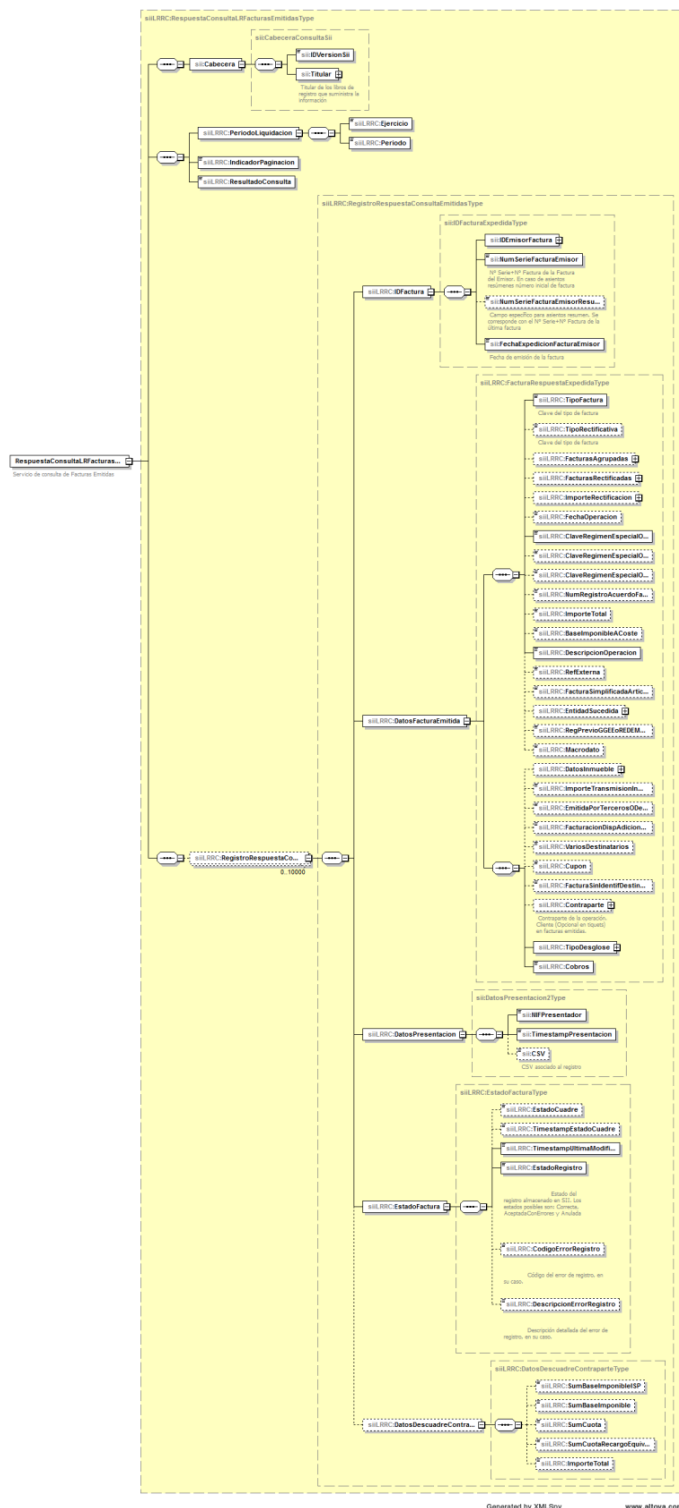 siiLRRC:RespuestaConsultaLRFacturasEmitidasType
sii:CabeceraConsultaSii
sii:IDVersionSii
sii:Cabecera
sii:Titular
Titular de los libros de
registro que suministra la
información
siiLRRC:PeriodoLiquidacion
siiLRRC:Ejercicio
siiLRRC:Periodo
siiLRRC:IndicadorPaginacion
siiLRRC:ResultadoConsulta
siiLRRC:RegistroRespuestaConsultaEmitidasType
sii:IDFacturaExpedidaType
sii:IDEmisorFactura
sii:NumSerieFacturaEmisor
Nº Serie+Nº Factura de la Factura
del Emisor. En caso de asientos
resúmenes número inicial de factura
siiLRRC:IDFactura
sii:NumSerieFacturaEmisorResu...
Campo específico para asientos resumen. Se
corresponde con el Nº Serie+Nº Factura de la
última factura
sii:FechaExpedicionFacturaEmisor
Fecha de emisión de la factura
siiLRRC:FacturaRespuestaExpedidaType
siiLRRC:TipoFactura
Clave del tipo de factura
siiLRRC:TipoRectificativa
Clave del tipo de factura
siiLRRC:FacturasAgrupadas
RespuestaConsultaLRFacturas...
Servicio de consulta de Facturas Emitidas
siiLRRC:FacturasRectificadas
siiLRRC:ImporteRectificacion
siiLRRC:FechaOperacion
siiLRRC:ClaveRegimenEspecialO...
siiLRRC:ClaveRegimenEspecialO...
siiLRRC:ClaveRegimenEspecialO...
siiLRRC:NumRegistroAcuerdoFa...
siiLRRC:ImporteTotal
siiLRRC:BaseImponibleACoste
siiLRRC:DescripcionOperacion
siiLRRC:RefExterna
siiLRRC:FacturaSimplificadaArtic...
siiLRRC:EntidadSucedida
siiLRRC:DatosFacturaEmitida
siiLRRC:RegPrevioGGEEoREDEM...
siiLRRC:Macrodato
siiLRRC:DatosInmueble
siiLRRC:ImporteTransmisionIn...
siiLRRC:EmitidaPorTercerosODe...
siiLRRC:FacturacionDispAdicion...
siiLRRC:VariosDestinatarios
siiLRRC:RegistroRespuestaCo...
0..10000
siiLRRC:Cupon
siiLRRC:FacturaSinIdentifDestin...
siiLRRC:Contraparte
Contraparte de la operación.
Cliente (Opcional en tiquets)
en facturas emitidas.
siiLRRC:TipoDesglose
siiLRRC:Cobros
sii:DatosPresentacion2Type
sii:NIFPresentador
siiLRRC:DatosPresentacion
sii:TimestampPresentacion
sii:CSV
CSV asociado al registro
siiLRRC:EstadoFacturaType
siiLRRC:EstadoCuadre
siiLRRC:TimestampEstadoCuadre
siiLRRC:TimestampUltimaModifi...
siiLRRC:EstadoRegistro
siiLRRC:EstadoFactura
Estado del
registro almacenado en SII. Los
estados posibles son: Correcta,
AceptadaConErrores y Anulada
siiLRRC:CodigoErrorRegistro
Código del error de registro, en
su caso.
siiLRRC:DescripcionErrorRegistro
Descripción detallada del error de
registro, en su caso.
siiLRRC:DatosDescuadreContraparteType
siiLRRC:SumBaseImponibleISP
siiLRRC:SumBaseImponible
siiLRRC:DatosDescuadreContra...
siiLRRC:SumCuota
siiLRRC:SumCuotaRecargoEquiv...
siiLRRC:ImporteTotal
Generated by XMLSpy
www.altova.com